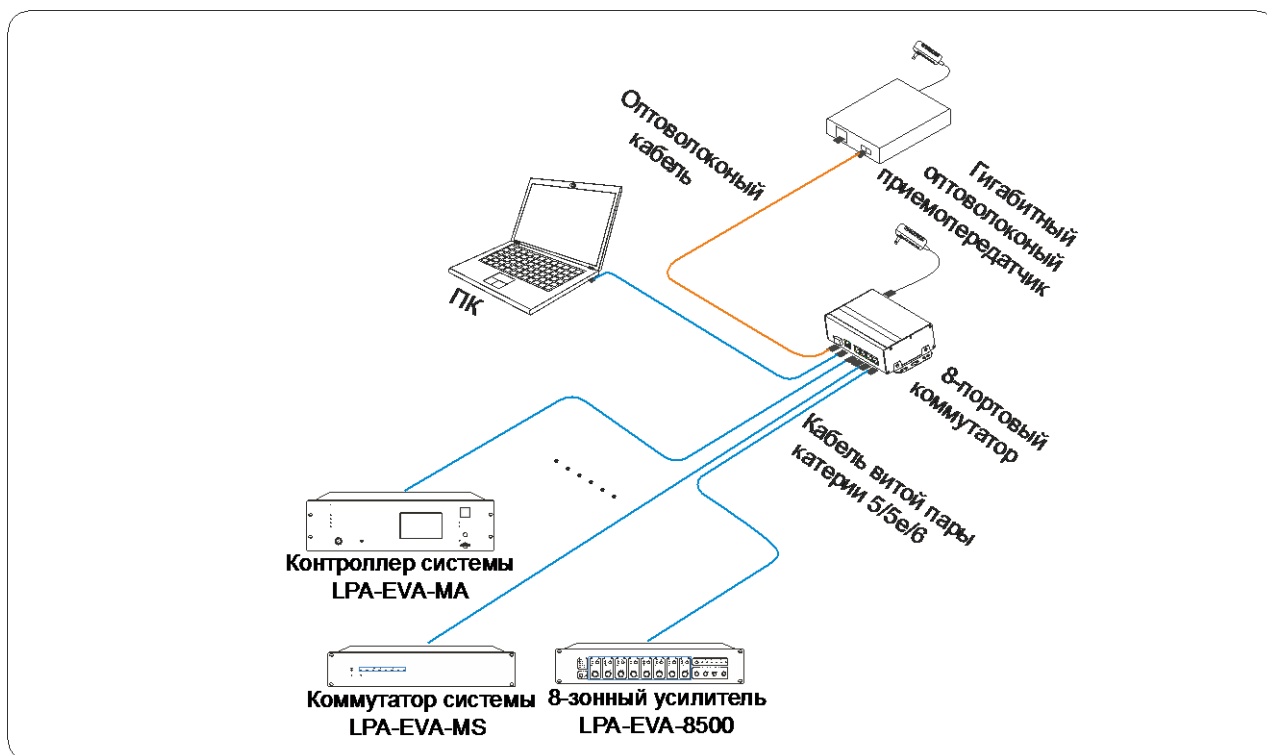 Оптоволоконый
кабель
Гигабитный
оптоволоконый
приемопередатчик
ПК
8-портовый
коммутатор
Кабель витой пары
катерии 5/5е/6
Контроллер системы
LPA-EVA-MA
Коммутатор системы
LPA-EVA-MS
8-зонный усилитель
LPA-EVA-8500